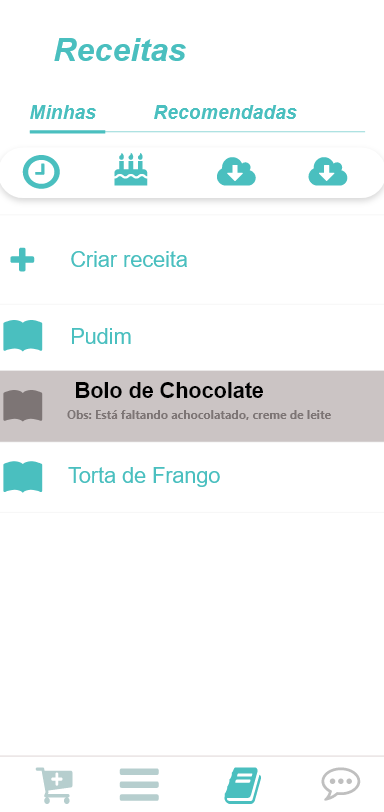 Receitas
Minhas Recomendadas
Criar receita
Pudim
Bolo de Chocolate
Obs: Está faltando achocolatado, creme de leite
Torta de Frango